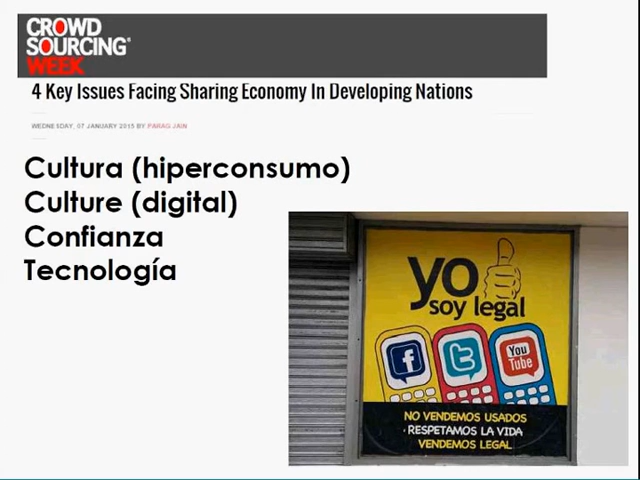 CROWD
SOURCING®
WEEK
4 Key Issues Facing Sharing Economy In Developing Nations
WEDNESDAY, 07 JANUARY 2015 BY PARAG JAIN
Cultura (hiperconsumo)
Culture (digital)
Confianza
Tecnología
yo
soy legal
You
Tube
NO VENDEMOS USADOS
RESPETAMOS LA VIDA
VENDEMOS LEGAL